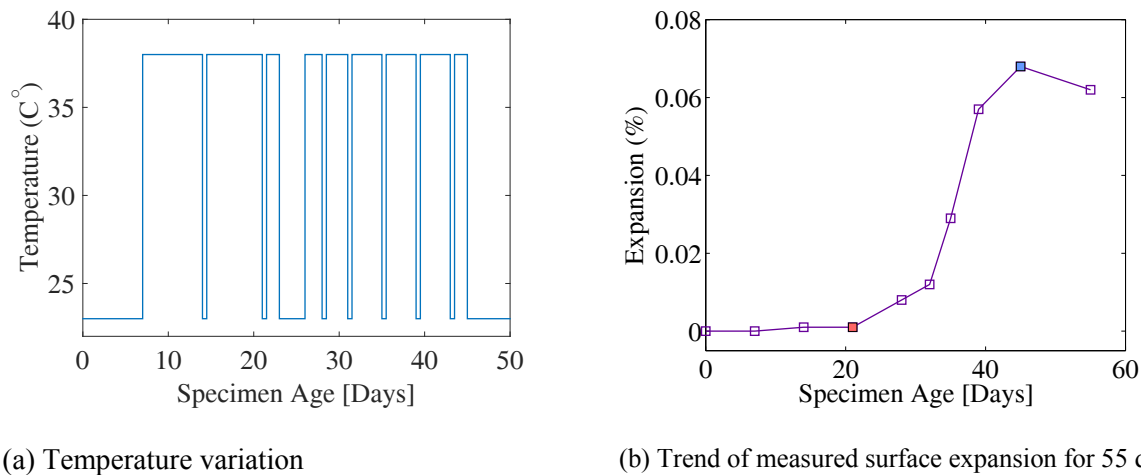 40
35
30
25
0 10 20 30 40 50
Temperature (C°)
Specimen Age [Days]
0.08
0.06
0.04
0.02
0
0 20 40 60
Expansion (%)
Specimen Age [Days]
(a) Temperature variation
(b) Trend of measured surface expansion for 55